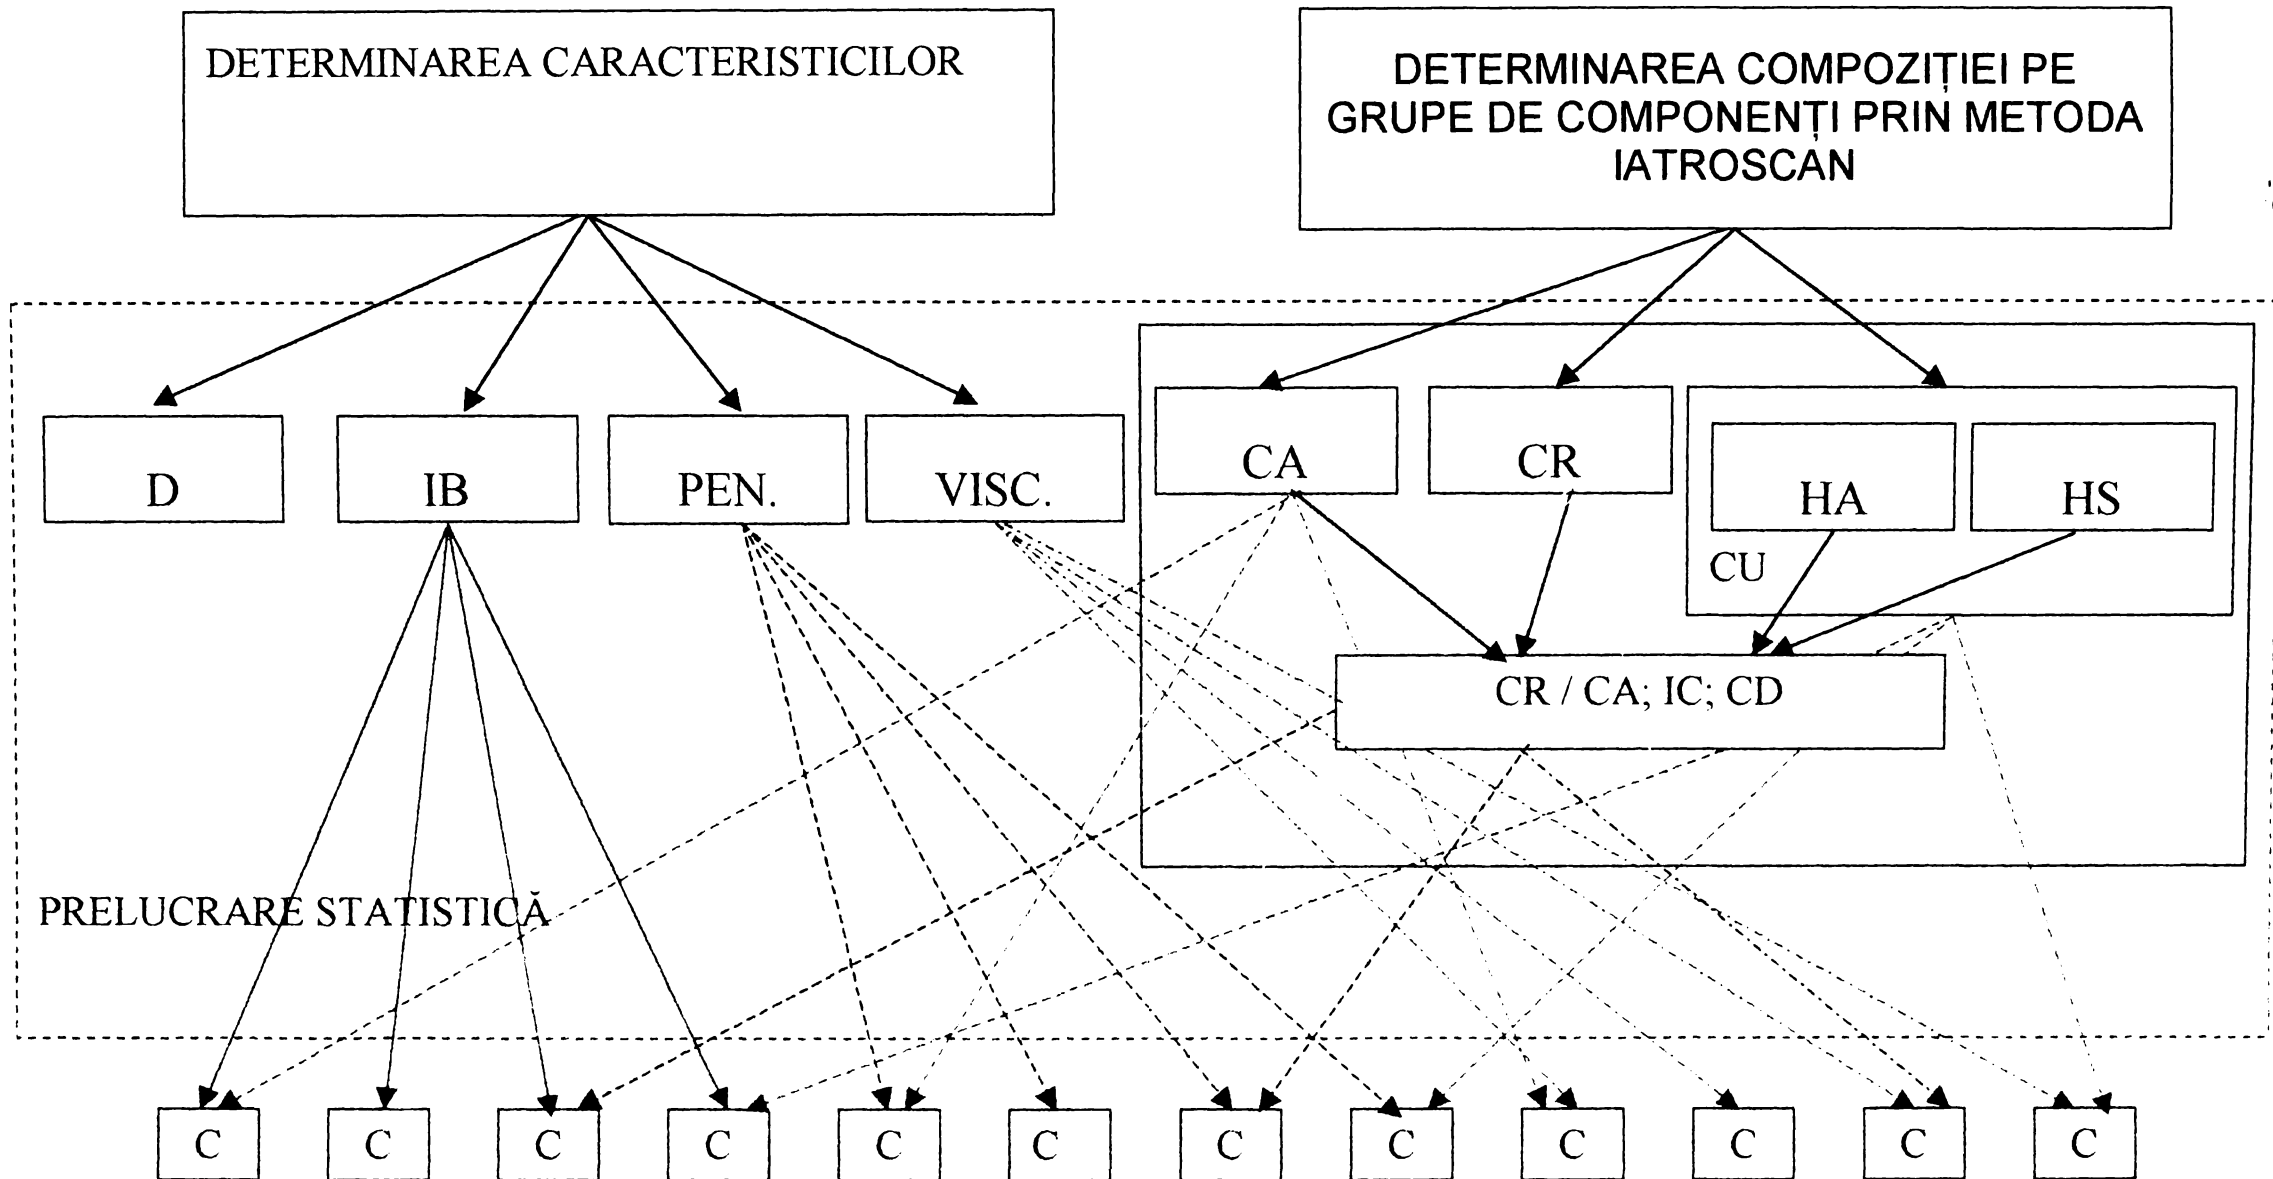 DETERMINAREA CARACTERISTICILOR
DETERMINAREA COMPOZIȚIEI PE
GRUPE DE COMPONENȚI PRIN METODA
IATROSCAN
D
IB
PEN.
VISC.
CA
CR
HA
HS
CU
CR / CA; IC; CD
PRELUCRARE STATISTICĂ
C
C
C
C
C
C
C
C
C
C
C
C